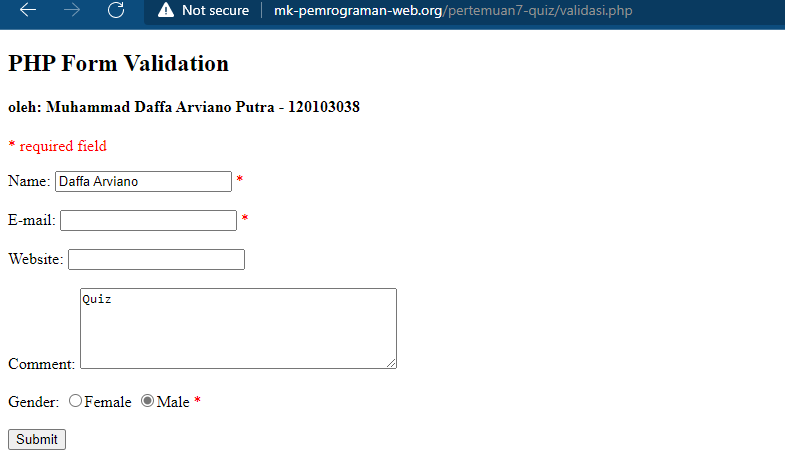 Not secure | mk-pemrograman-web.org/pertemuan7-quiz/validasi.php
PHP Form Validation
oleh: Muhammad Daffa Arviano Putra - 120103038
* required field
Name: Daffa Arviano *
E-mail: *
Website:
Quiz
Comment:
Gender: Female Male *
Submit